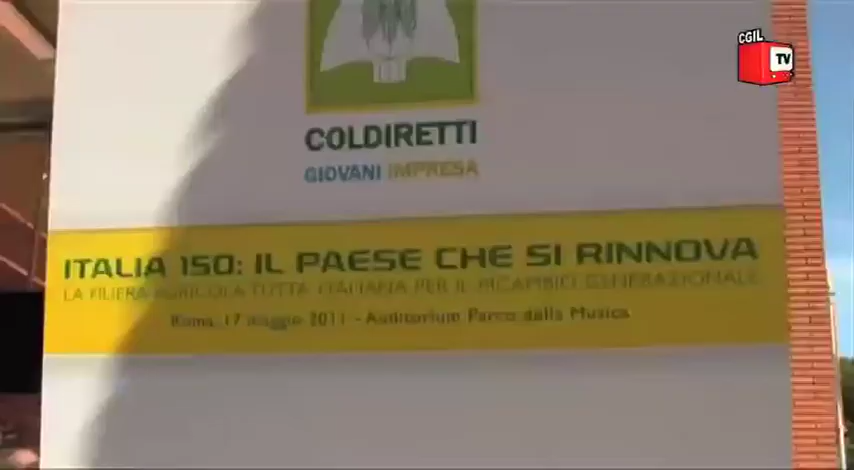 CGIL
TV
COLDIRETTI
GIOVANI IMPRESA
ITALIA 150: IL PAESE CHE SI RINNOVA
LA FILIERA AGRICOLA TUTTA ITALIANA PER IL RICAMBIO GENERAZIONALE
Roma, 17 maggio 2011 - Auditorium Parco della Musica